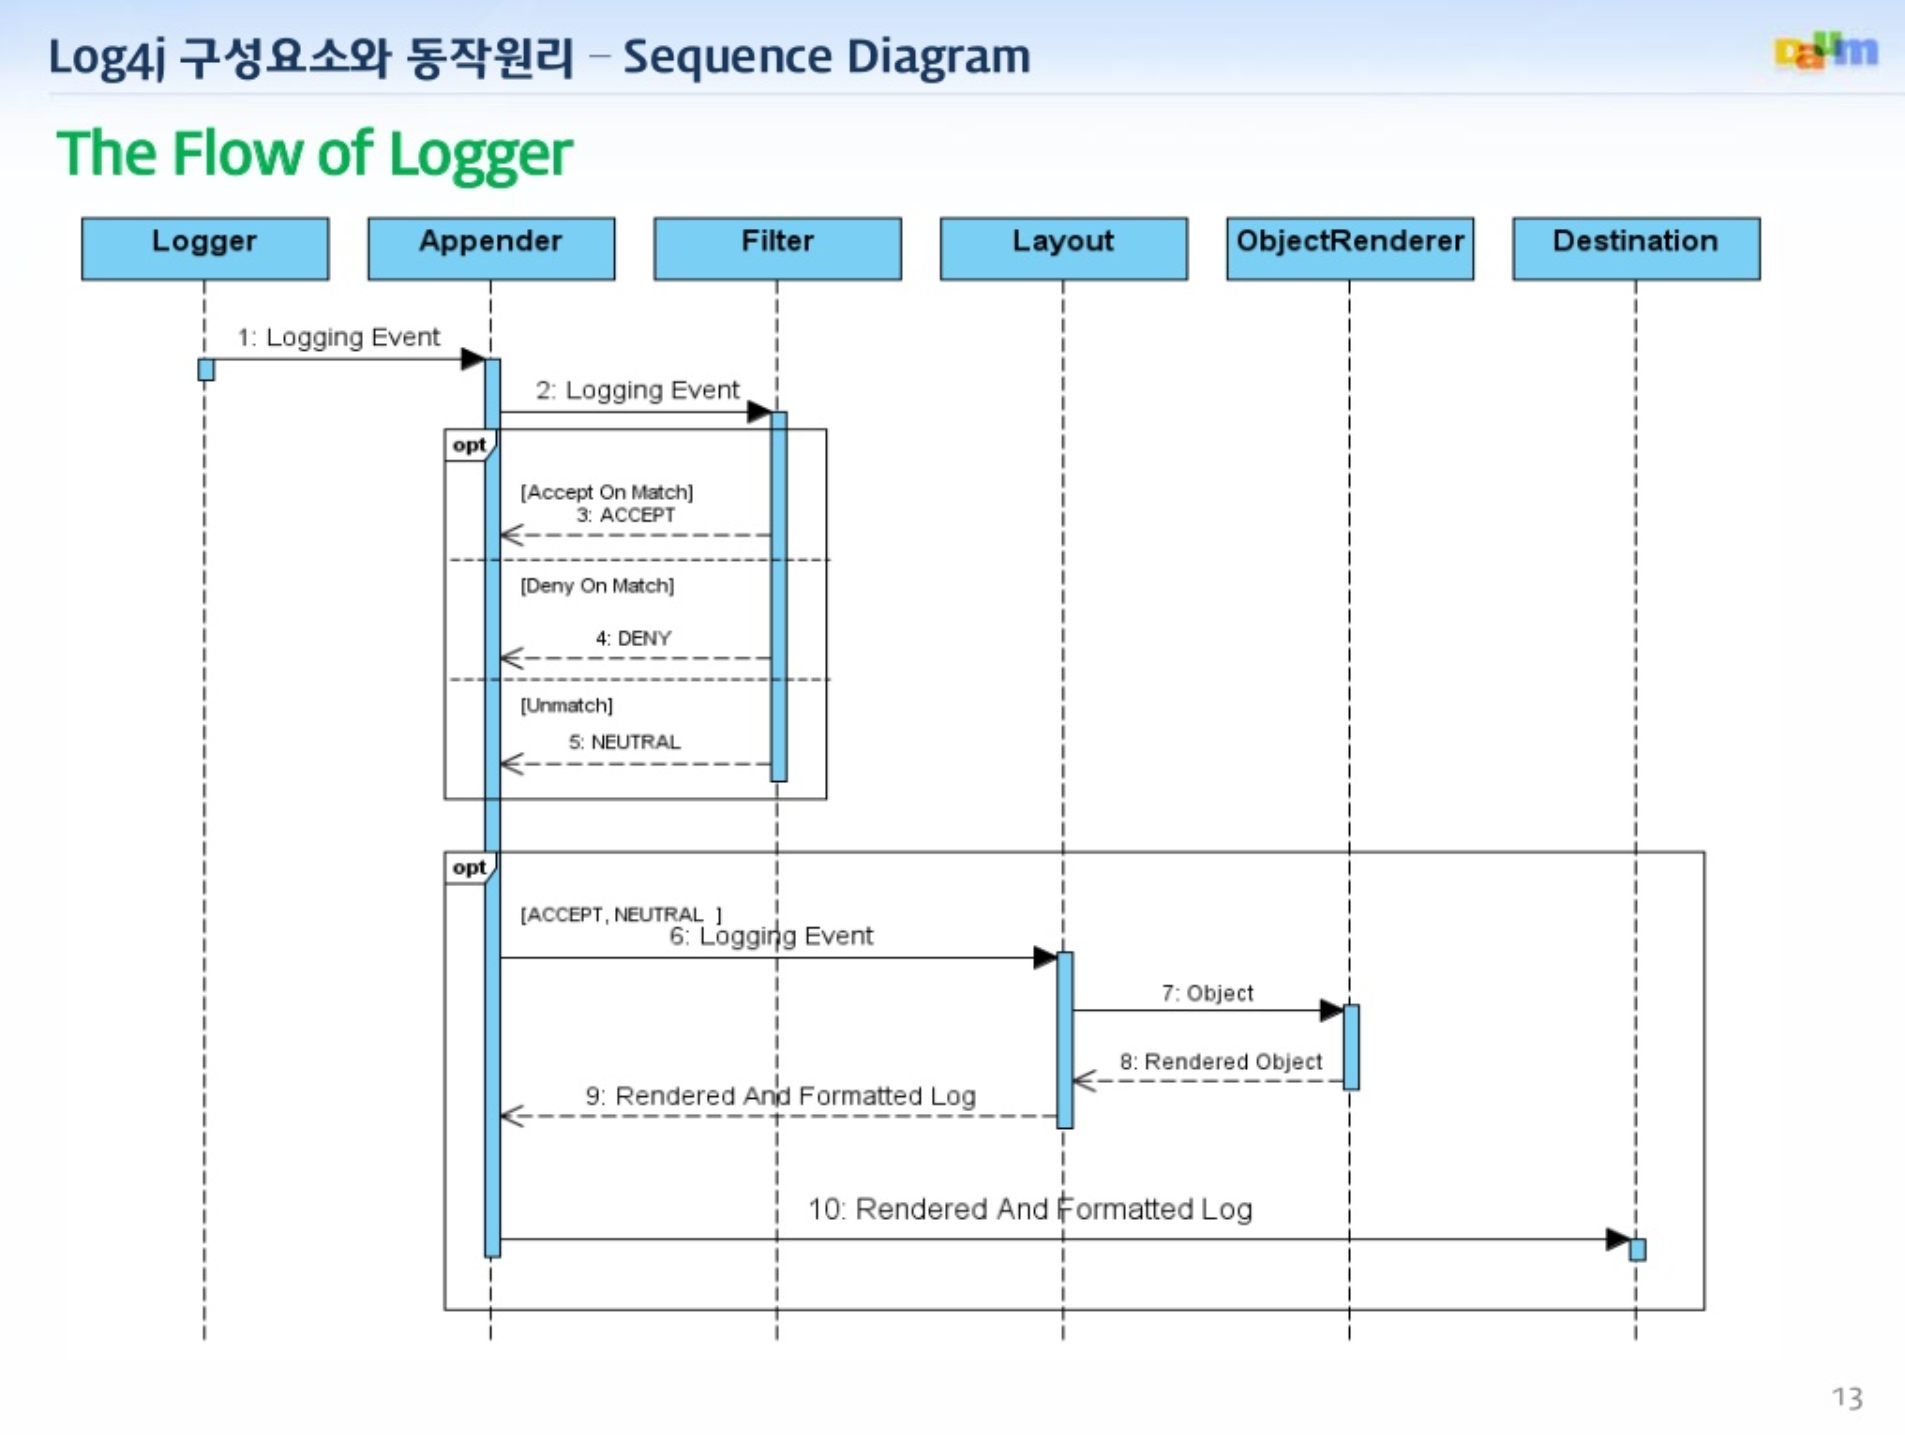 Log4j 구성요소와 동작원리 – Sequence Diagram
Daum
The Flow of Logger
Logger
Appender
Filter
Layout
ObjectRenderer
Destination
1: Logging Event
2: Logging Event
opt
[Accept On Match]
3: ACCEPT
[Deny On Match]
4: DENY
[Unmatch]
5: NEUTRAL
opt
[ACCEPT, NEUTRAL ]
6: Logging Event
7: Object
8: Rendered Object
9: Rendered And Formatted Log
10: Rendered And Formatted Log
13